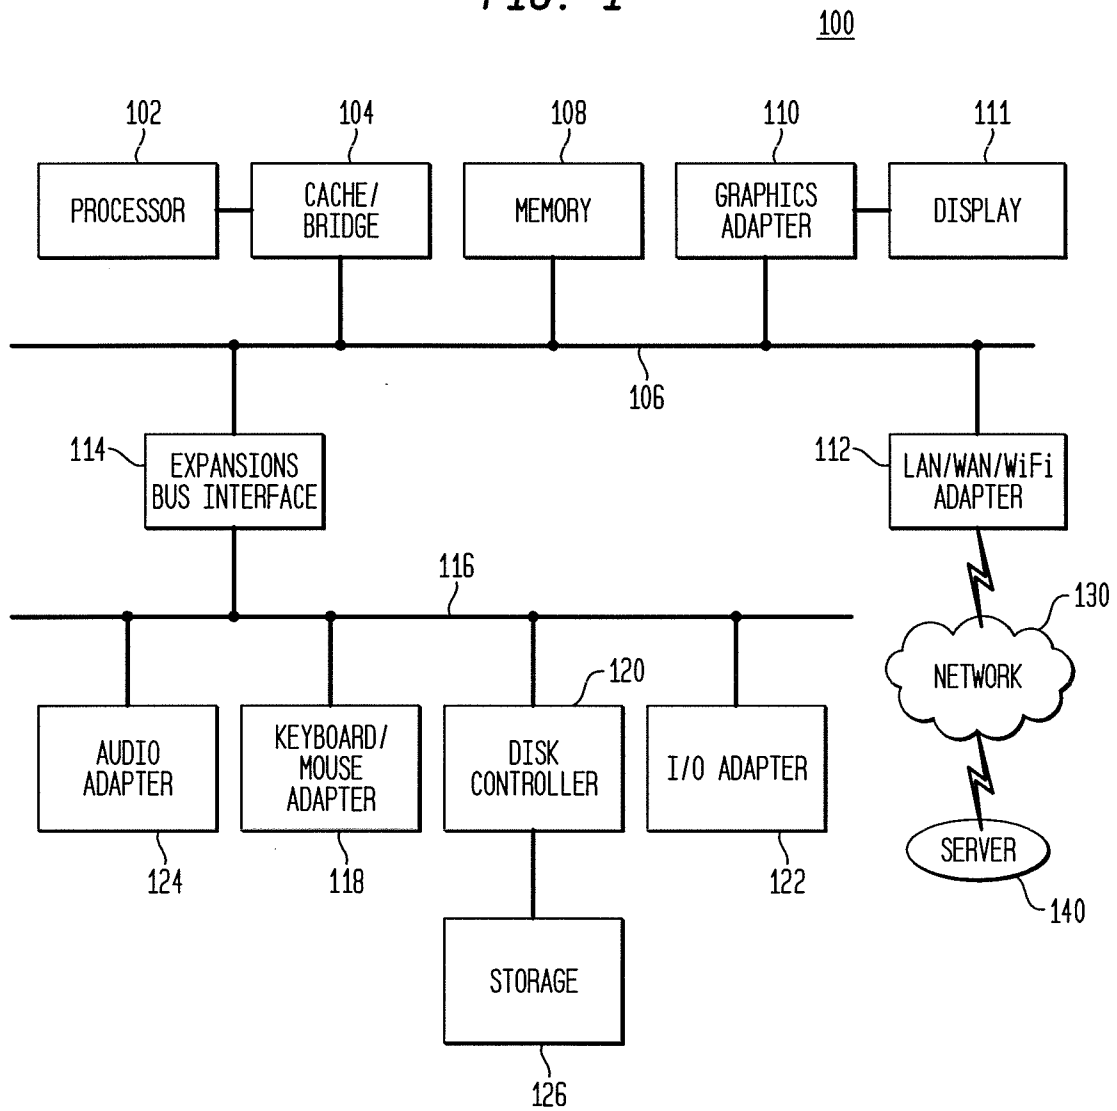 FIG. 1
100
102
104
108
110
111
PROCESSOR
CACHE/
BRIDGE
MEMORY
GRAPHICS
ADAPTER
DISPLAY
106
114
EXPANSIONS
BUS INTERFACE
112
LAN/WAN/WiFi
ADAPTER
116
130
NETWORK
120
AUDIO
ADAPTER
KEYBOARD/
MOUSE
ADAPTER
DISK
CONTROLLER
I/O ADAPTER
124
118
122
SERVER
140
STORAGE
126